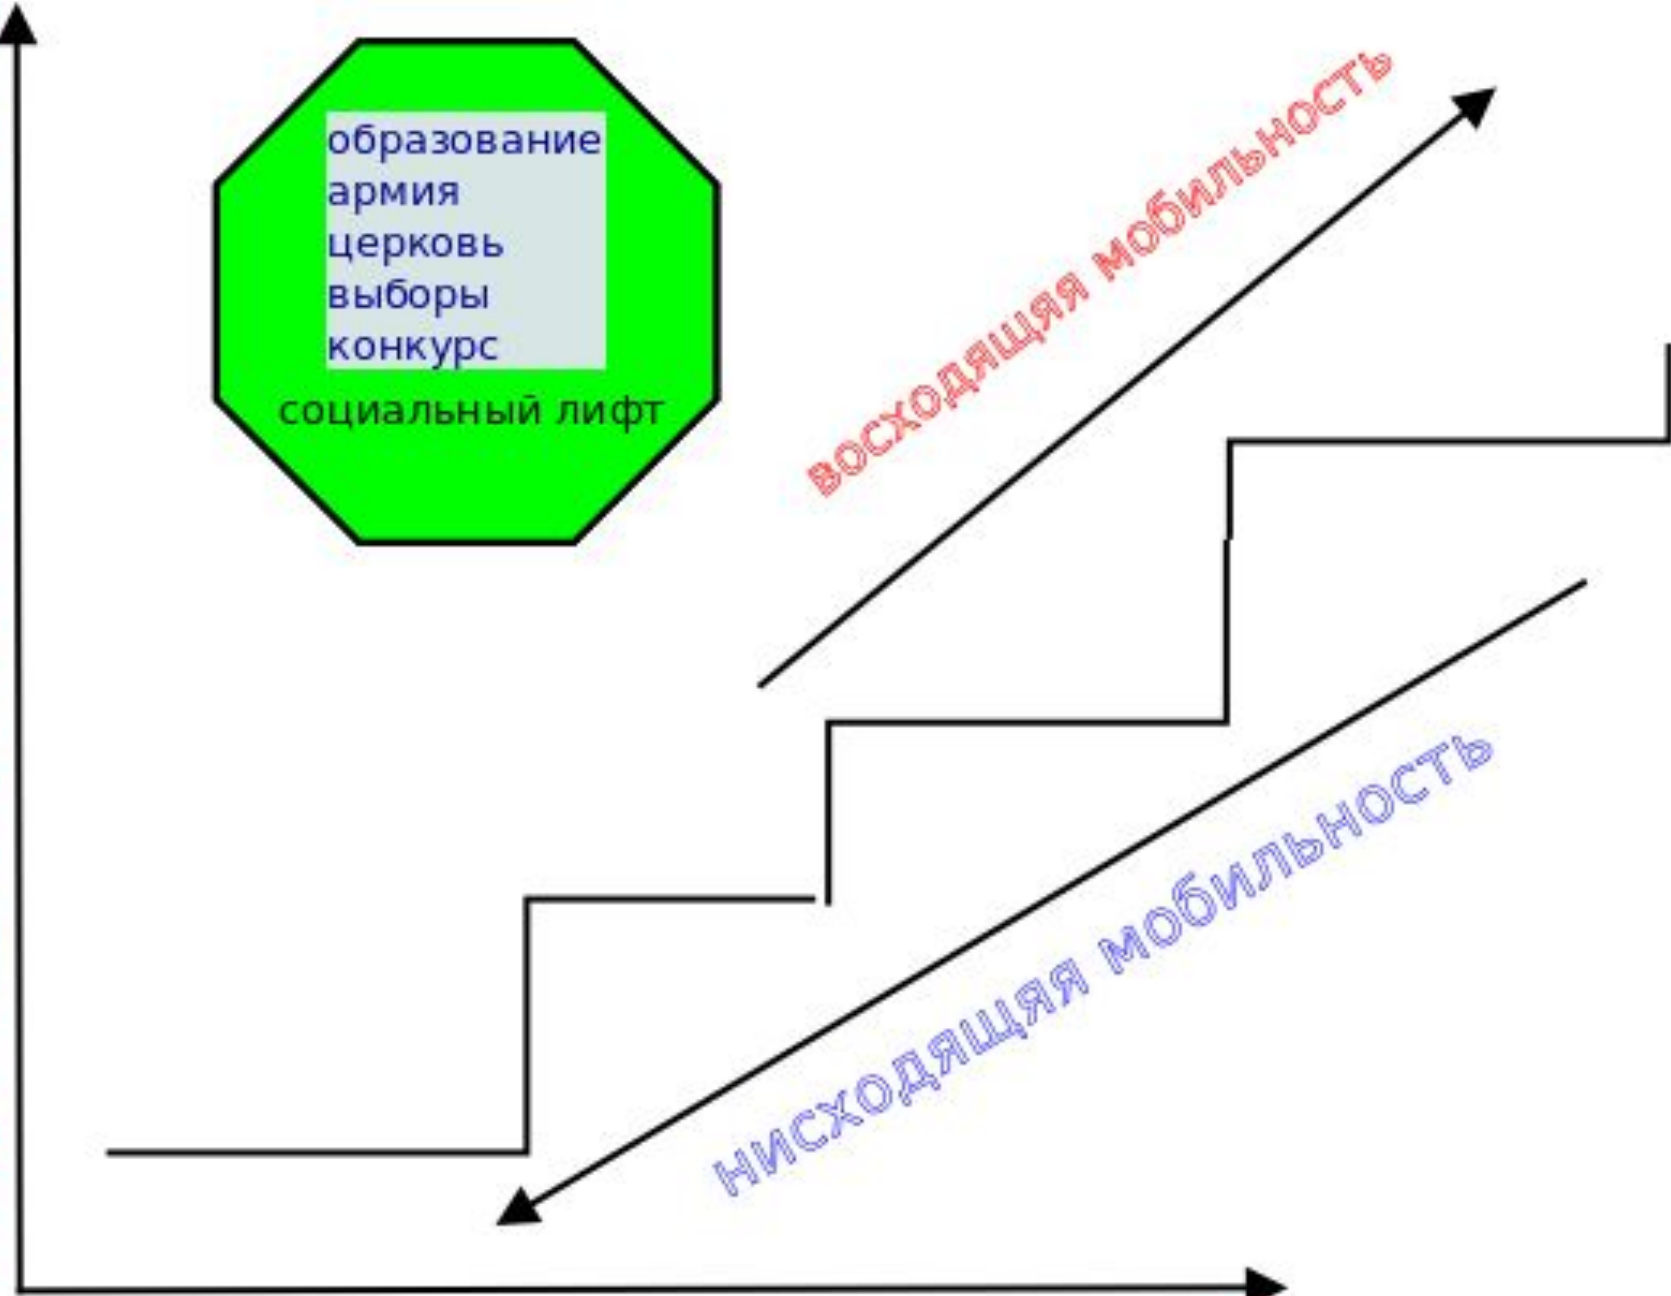 образование
армия
церковь
выборы
конкурс
социальный лифт
восходящяя мобильность
нисходящяя мобильность